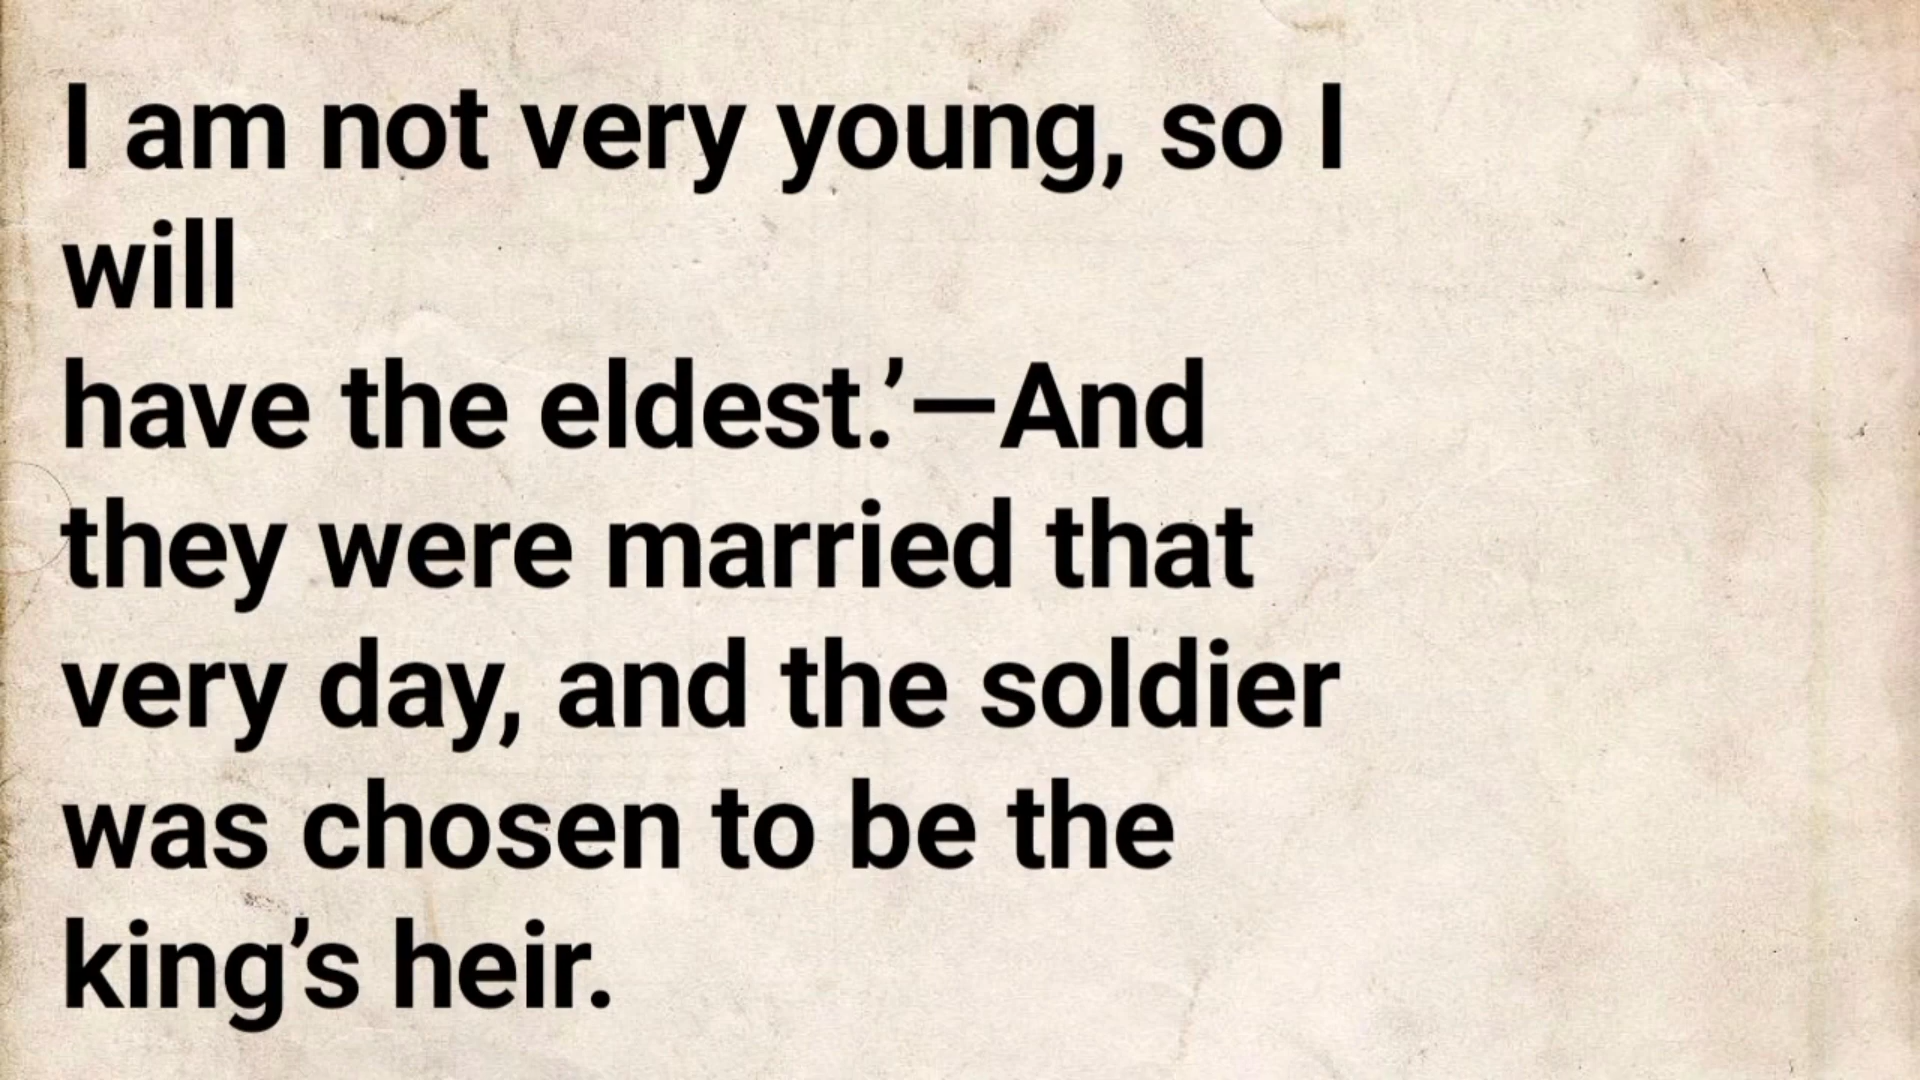 I am not very young, so I
will
have the eldest.’—And
they were married that
very day, and the soldier
was chosen to be the
king’s heir.